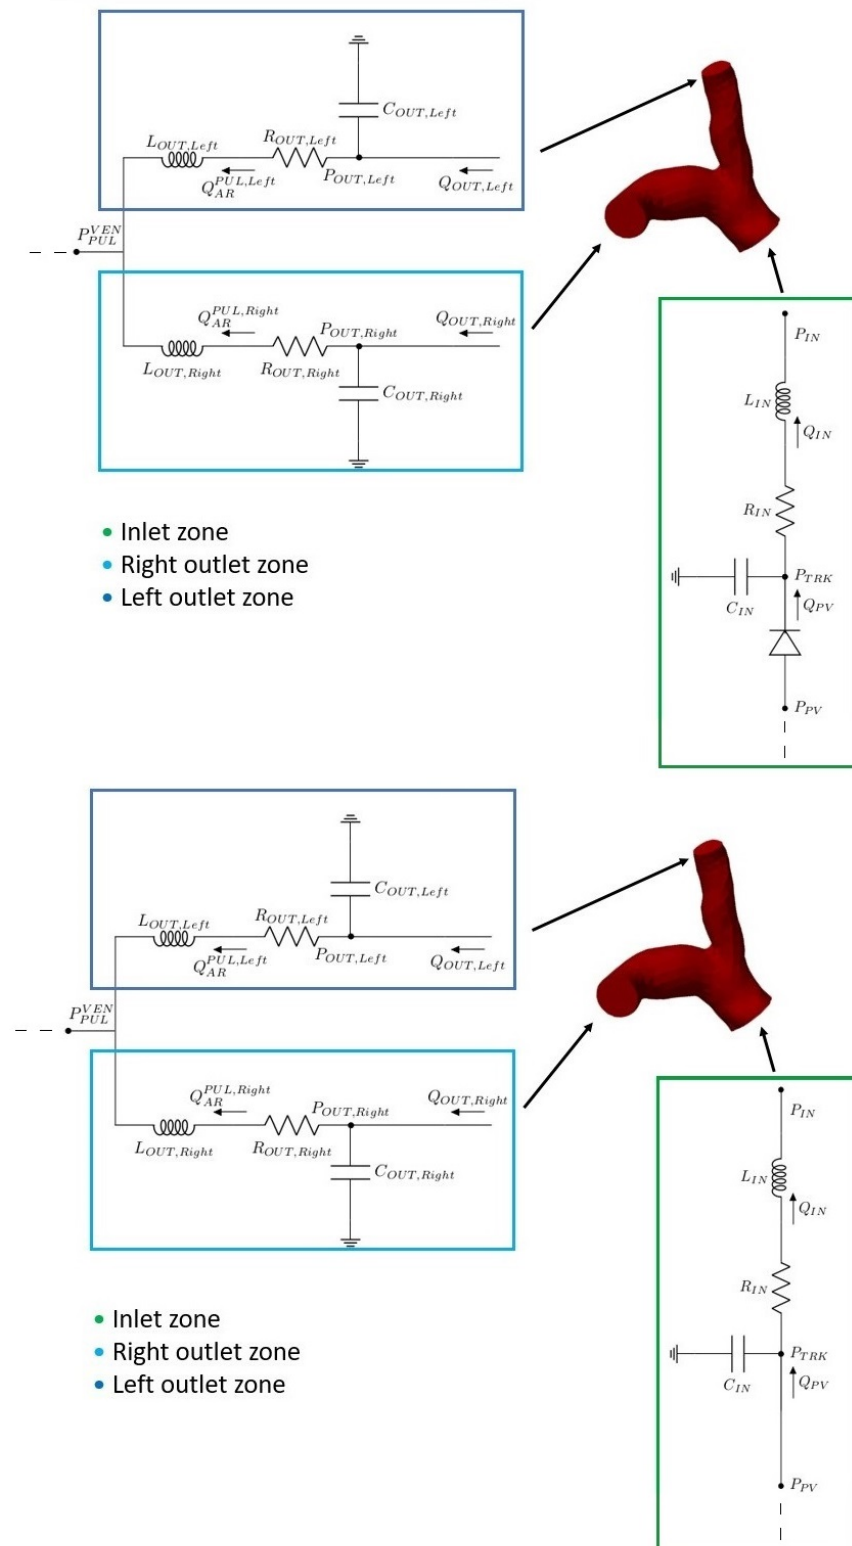 C_{OUT,Left}
L_{OUT,Left}
R_{OUT,Left}
Q_{AR}^{PUL,Left}
P_{OUT,Left}
Q_{OUT,Left}
P_{PUL}^{VEN}
Q_{AR}^{PUL,Right}
P_{OUT,Right}
Q_{OUT,Right}
L_{OUT,Right}
R_{OUT,Right}
C_{OUT,Right}
P_{IN}
L_{IN}
Q_{IN}
R_{IN}
P_{TRK}
C_{IN}
Q_{PV}
P_{PV}
• Inlet zone
• Right outlet zone
• Left outlet zone
C_{OUT,Left}
L_{OUT,Left}
R_{OUT,Left}
Q_{AR}^{PUL,Left}
P_{OUT,Left}
Q_{OUT,Left}
P_{PUL}^{VEN}
Q_{AR}^{PUL,Right}
P_{OUT,Right}
Q_{OUT,Right}
L_{OUT,Right}
R_{OUT,Right}
C_{OUT,Right}
P_{IN}
L_{IN}
Q_{IN}
R_{IN}
P_{TRK}
C_{IN}
Q_{PV}
P_{PV}
• Inlet zone
• Right outlet zone
• Left outlet zone